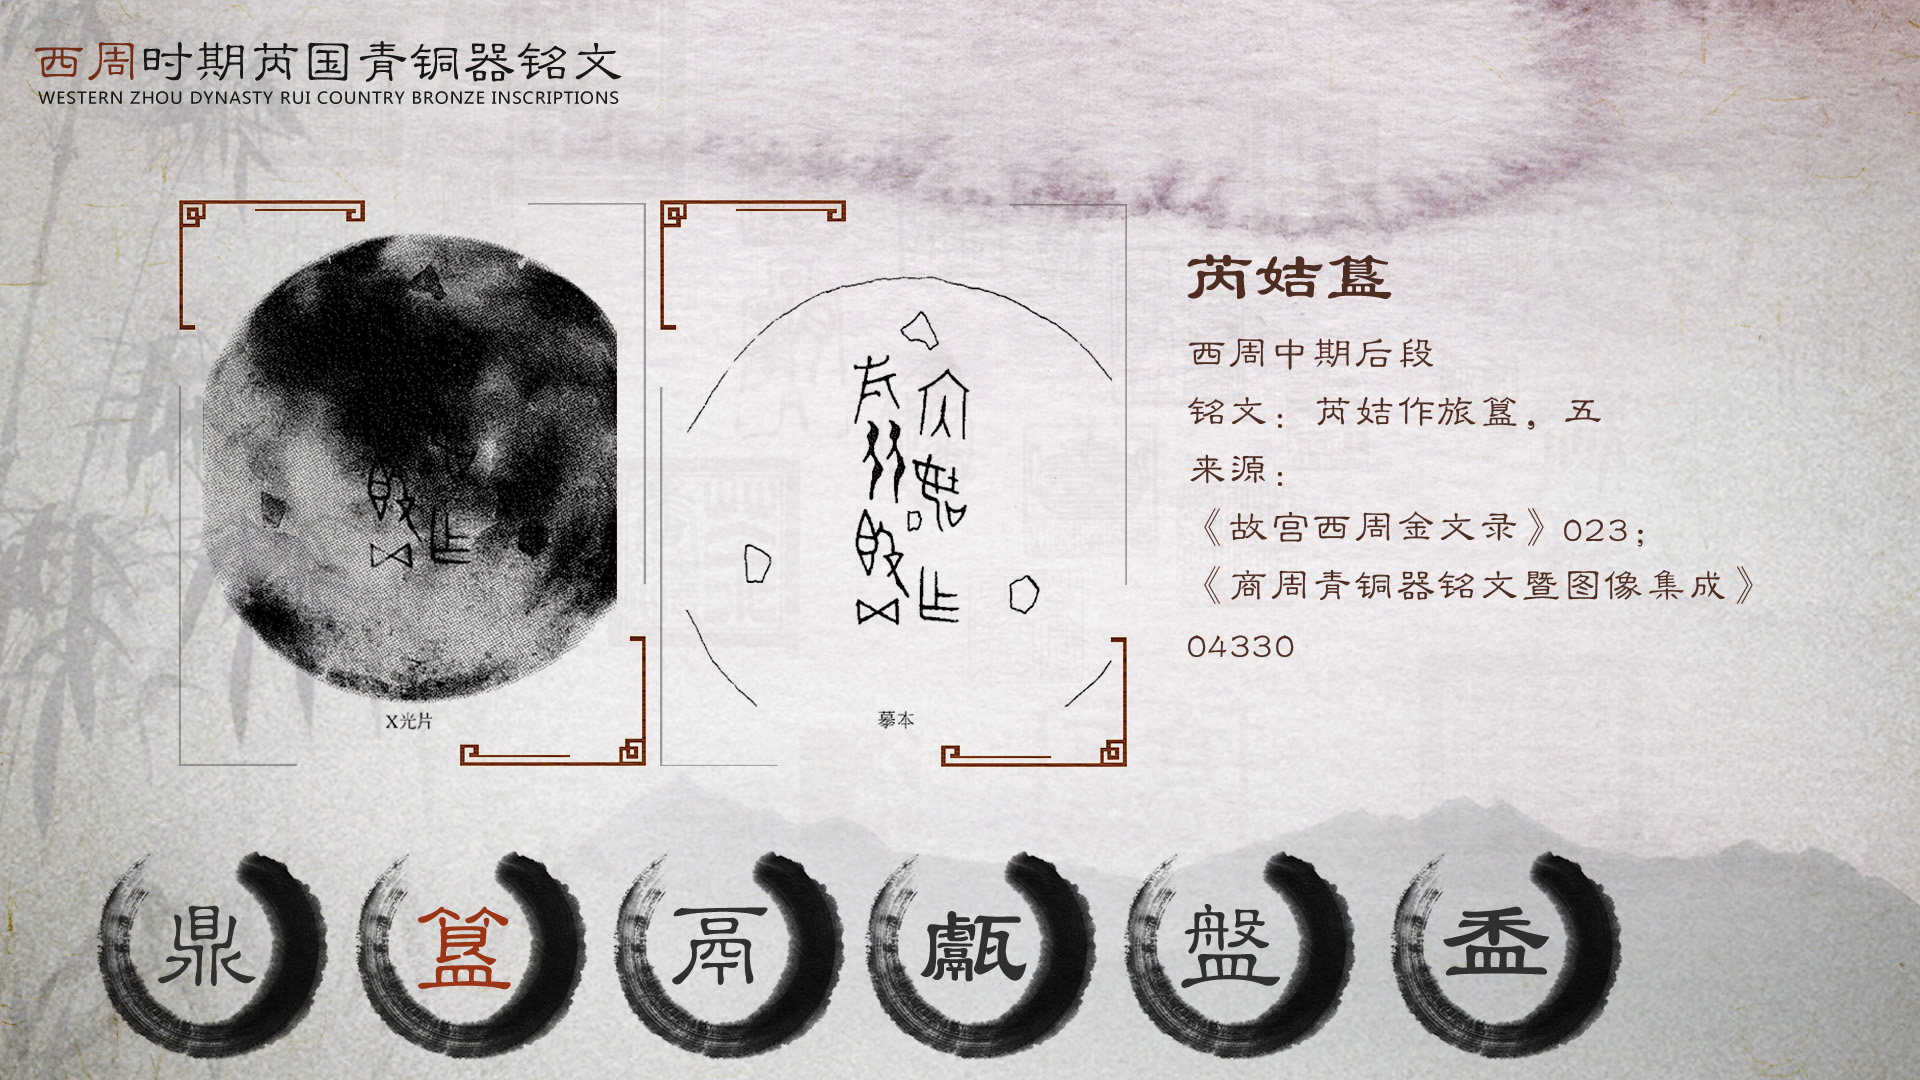 西周时期芮国青铜器铭文
WESTERN ZHOU DYNASTY RUI COUNTRY BRONZE INSCRIPTIONS
X光片
摹本
芮姞簋
西周中期后段
铭文：芮姞作旅簋，五
来源：
《故宫西周金文录》023；
《商周青铜器铭文暨图像集成》
04330
鼎
簋
鬲
甗
盤
盉